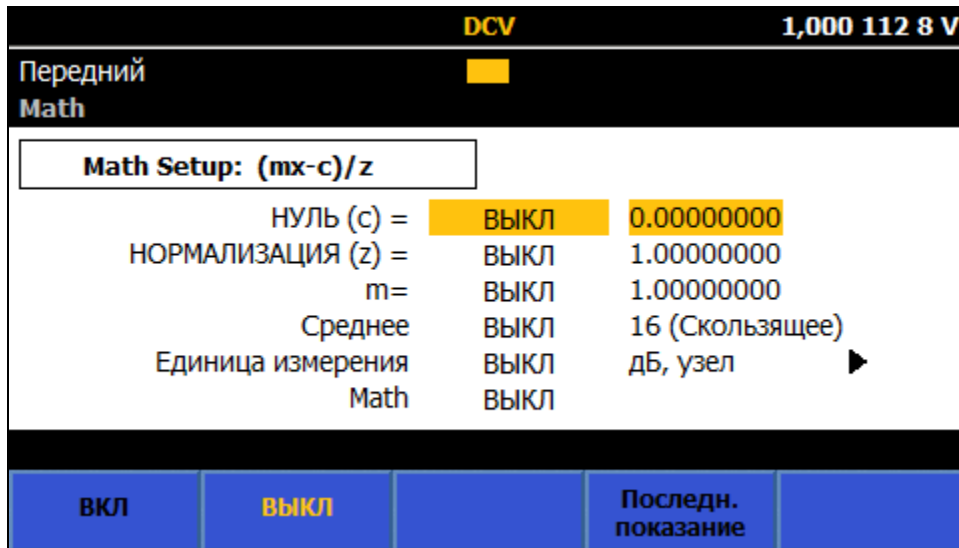 DCV 1,000 112 8 V
Передний
Math
Math Setup: (mx-c)/z
НУЛЬ (c) = ВЫКЛ 0.00000000
НОРМАЛИЗАЦИЯ (z) = ВЫКЛ 1.00000000
m= ВЫКЛ 1.00000000
Среднее ВЫКЛ 16 (Скользящее)
Единица измерения ВЫКЛ дБ, узел
Math ВЫКЛ
ВКЛ ВЫКЛ Последн.
показание